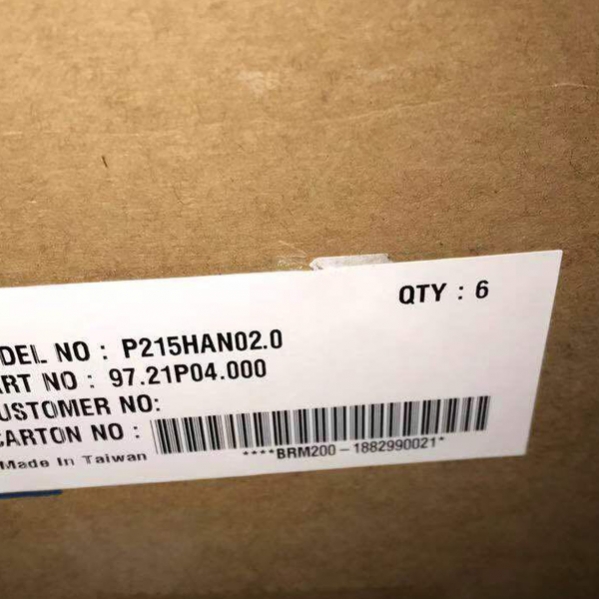 QTY : 6
DEL NO : P215HAN02.0
RT NO : 97.21P04.000
USTOMER NO:
CARTON NO :
Made In Taiwan
****BRM200-1882990021*